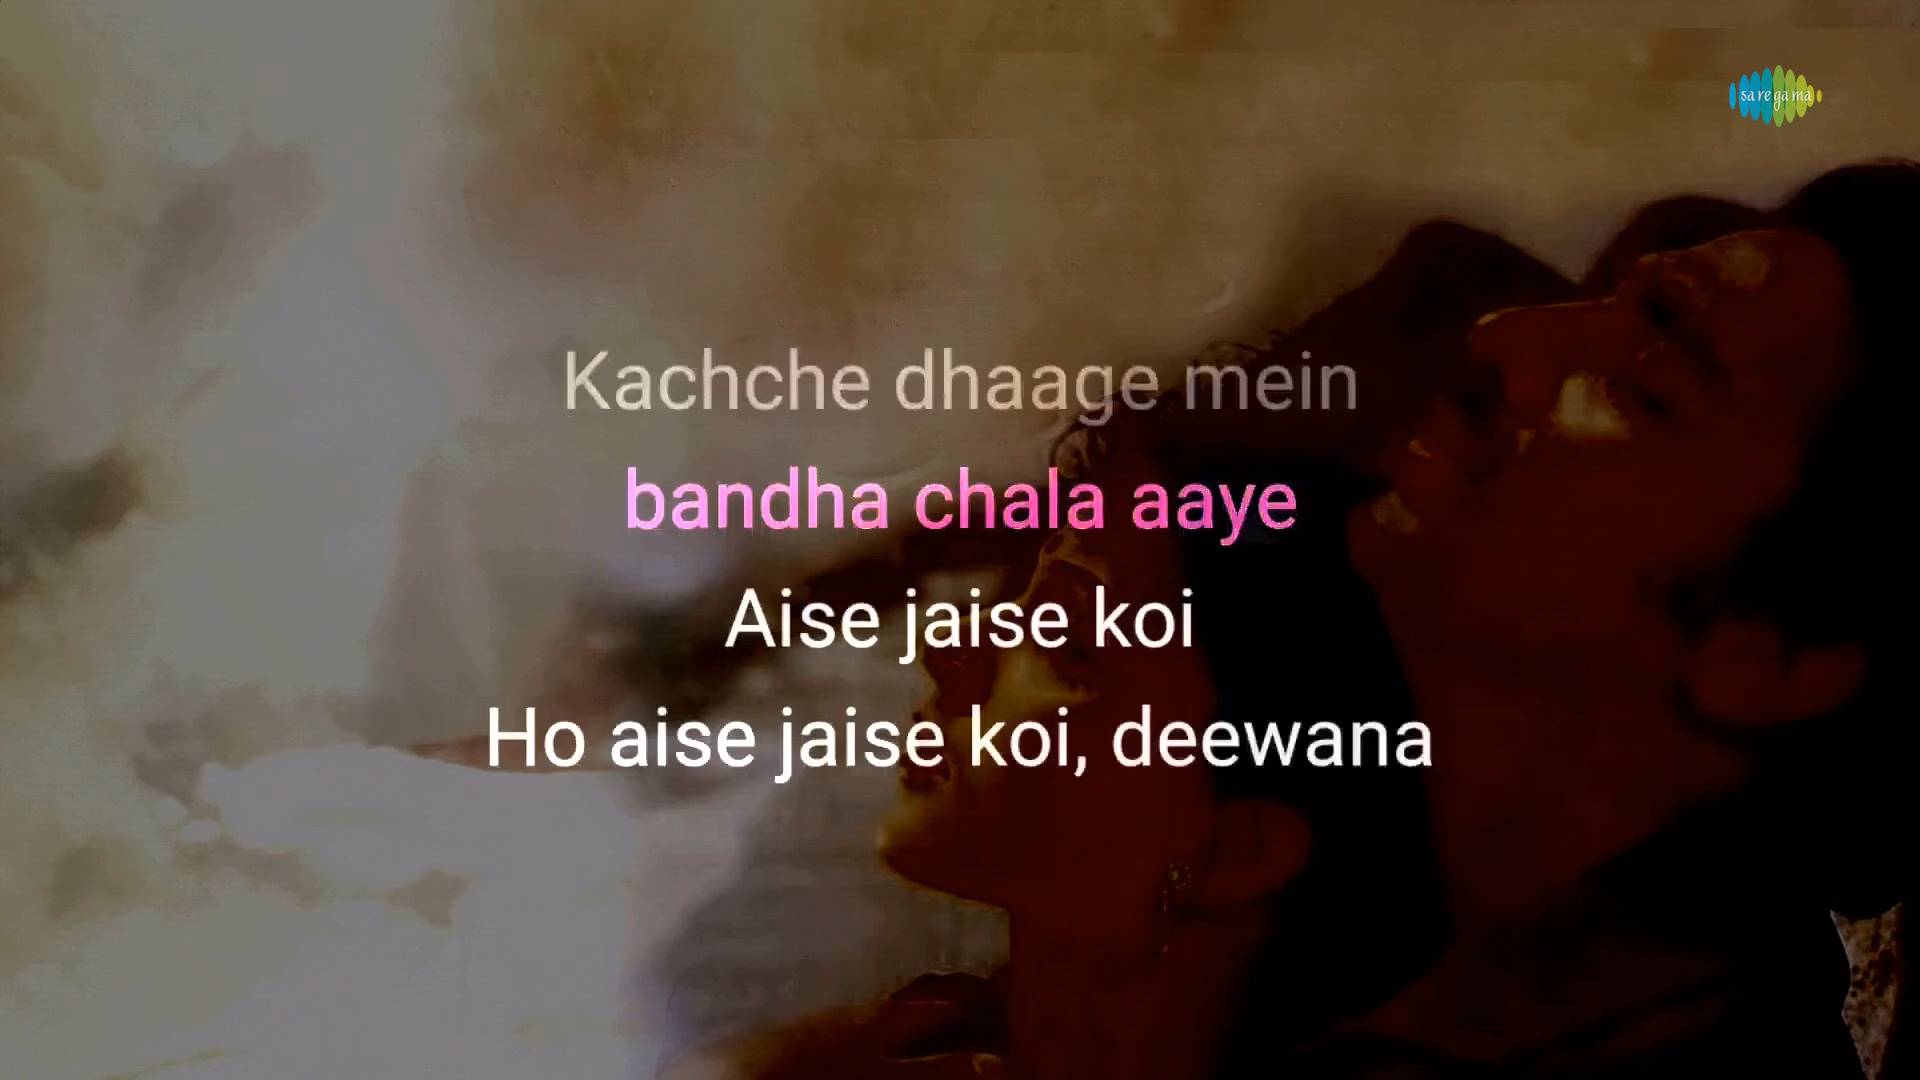 sa re ga ma
Kachche dhaage mein
bandha chala aaye
Aise jaise koi
Ho aise jaise koi, deewana